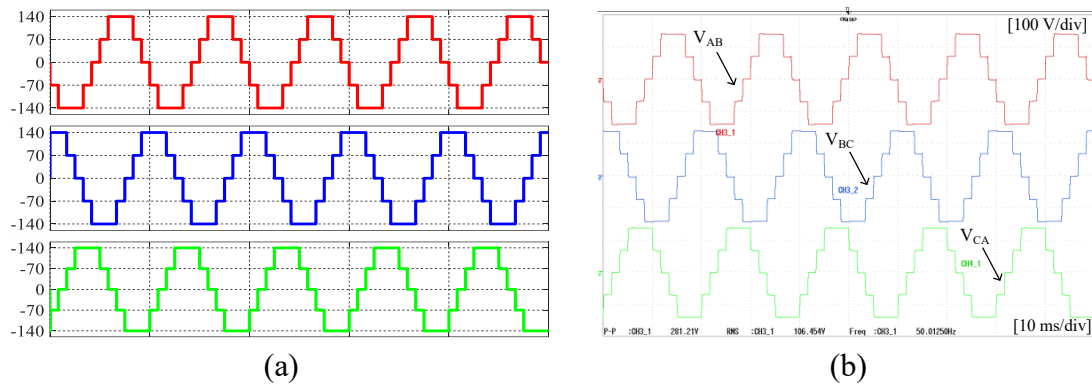 140
70
0
-70
-140
140
70
0
-70
-140
-140
-70
0
-70
-140
(a)
[100 V/div]
V_AB
CH3_1
V_BC
CH3_2
V_CA
CH4_1
P-P :CH3_1 281.21V RMS :CH3_1 106.454V Freq :CH3_1 50.01250Hz
[10 ms/div]
(b)